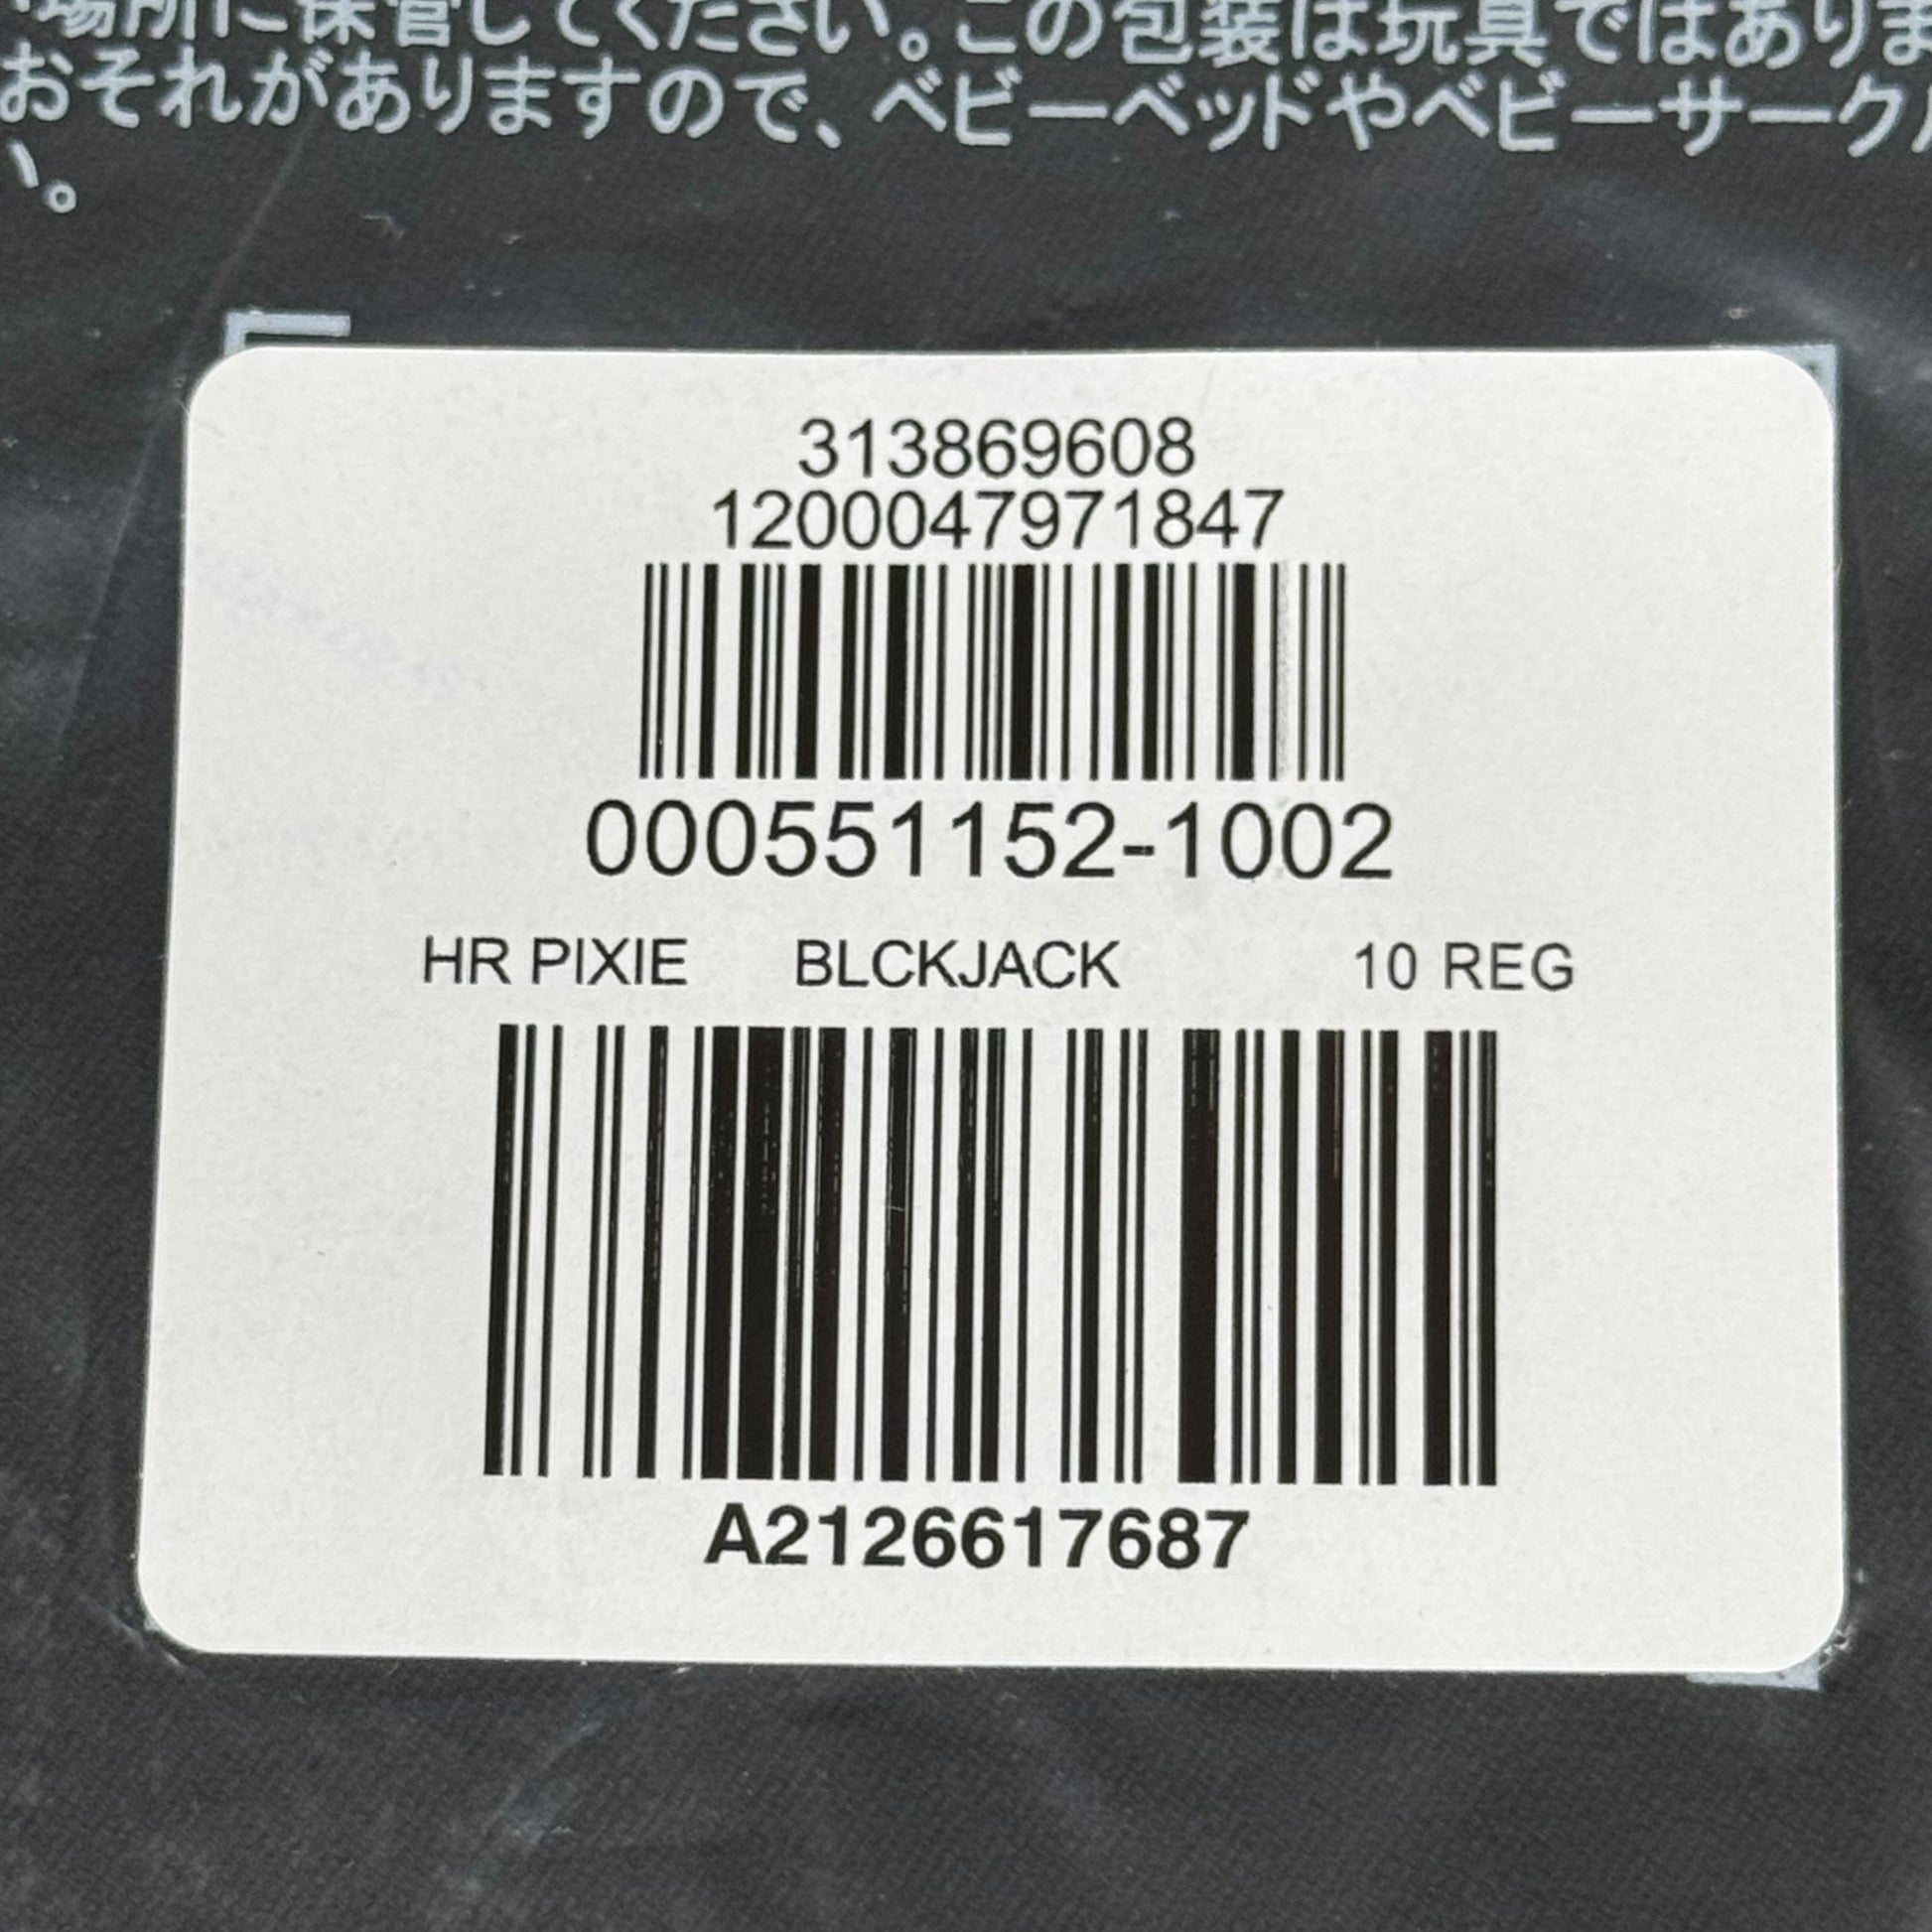 場所に保管してください。この包装は玩具ではありま
おそれがありますので、ベビーベッドやベビーサークル
い。
313869608
1200047971847
000551152-1002
HR PIXIE BLCKJACK 10 REG
A2126617687